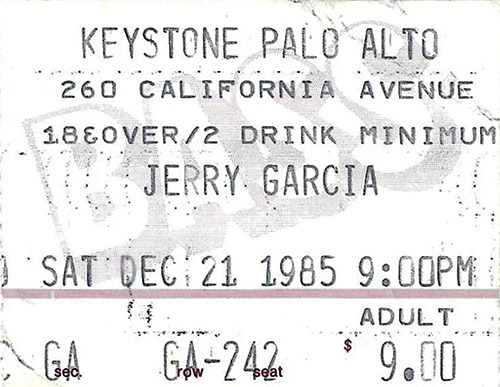 BASS
KEYSTONE PALO ALTO
260 CALIFORNIA AVENUE
18&OVER/2 DRINK MINIMUM
JERRY GARCIA
SAT DEC 21 1985 9:00PM
ADULT
GA GA-242 $ 9.00
sec row seat